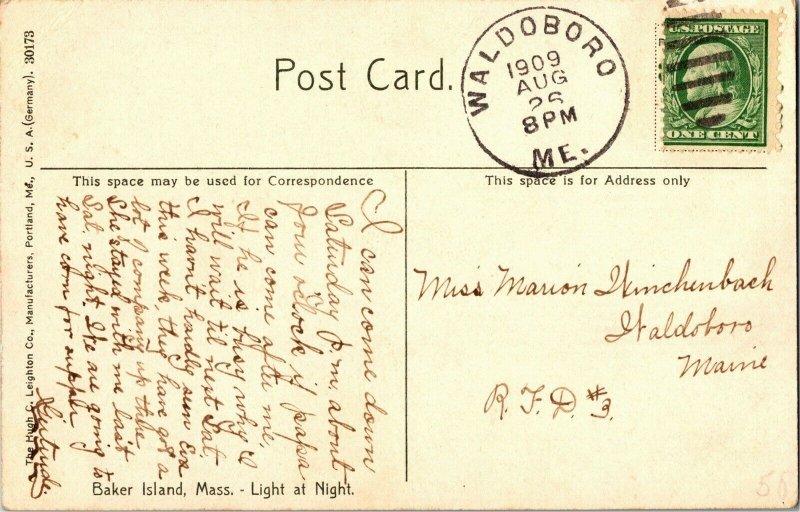 The Hugh C. Leighton Co., Manufacturers, Portland, Me., U. S. A. (Germany). 30173
Post Card.
WALDOBORO
1909
AUG
26
8 PM
ME.
U.S. POSTAGE
ONE CENT
This space may be used for Correspondence
This space is for Address only
I can come down
Saturday P.m. about
four o'clock if papa
can come after me,
If he is busy why I
will wait til next Sat,
I havn't hardly seen Eva
this week, they have got a
lot of company up there
She stayed with me last
Sat, night. We are going to
have corn for supper
Gertrude.
Miss Marion Winchenbach
Waldoboro
Maine
R.F.D. #3.
Baker Island, Mass. - Light at Night.
50